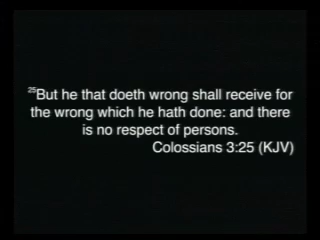 25But he that doeth wrong shall receive for
the wrong which he hath done: and there
is no respect of persons.
Colossians 3:25 (KJV)